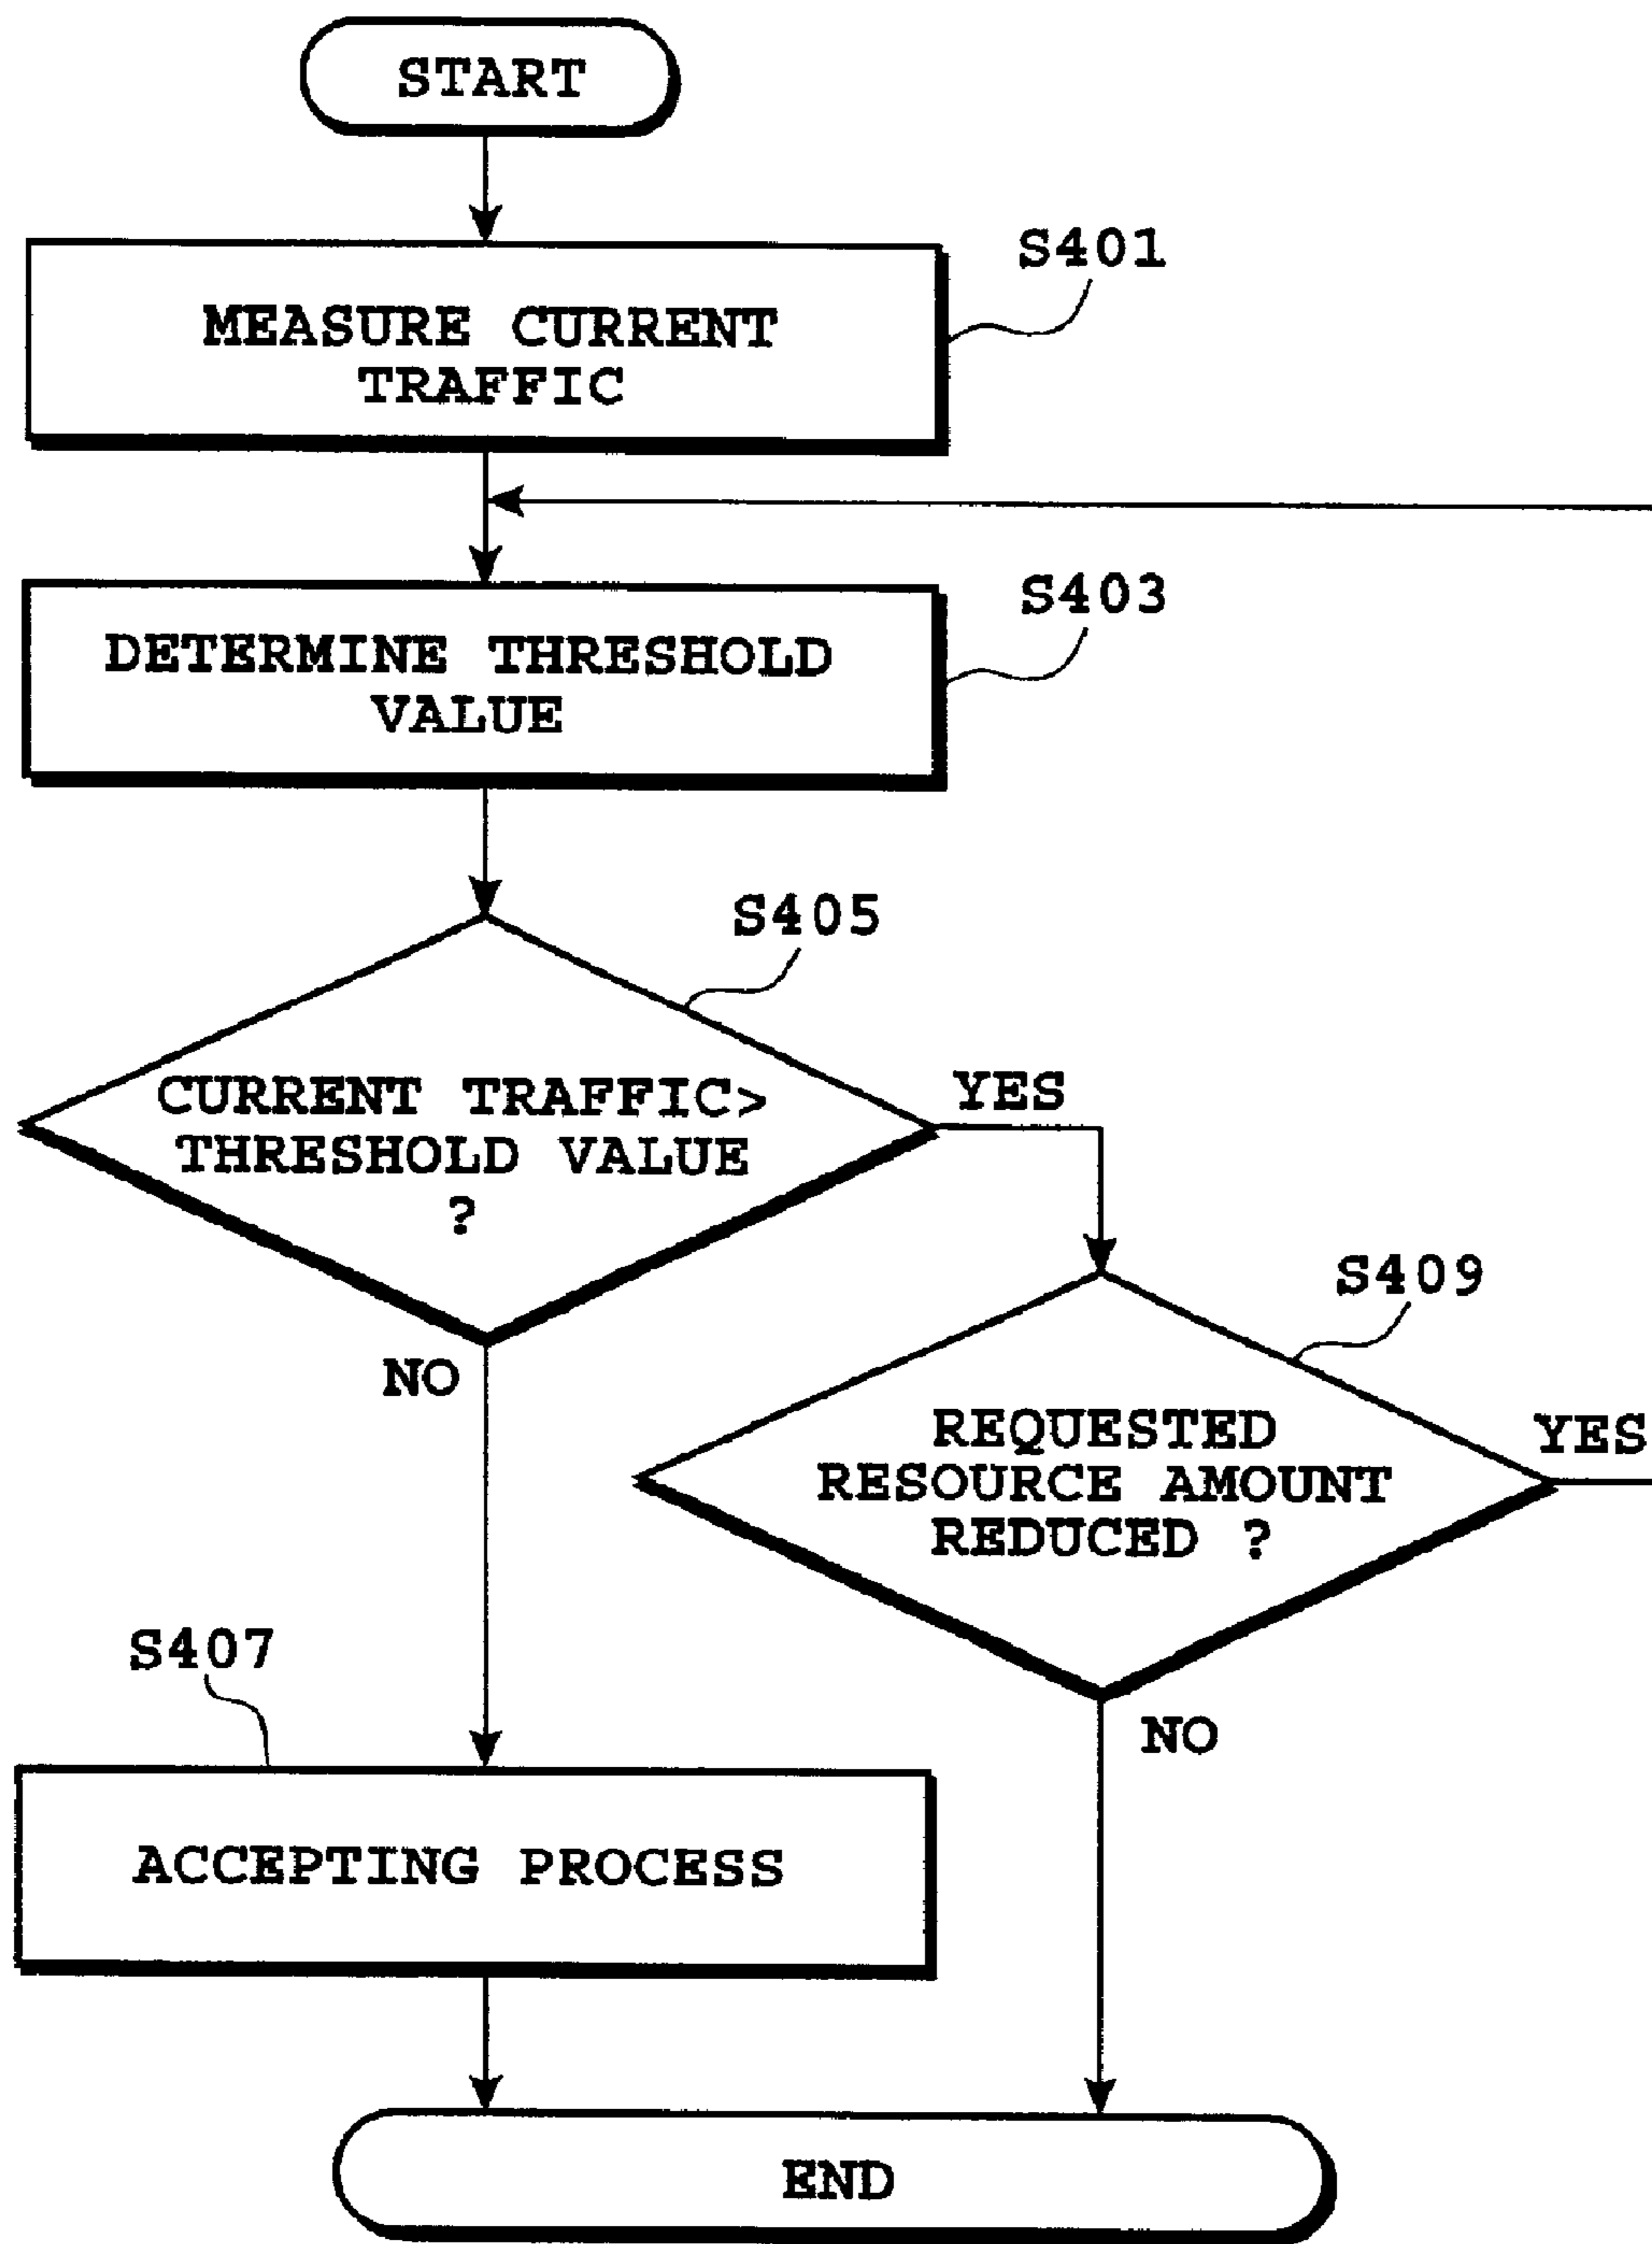 START
S401
MEASURE CURRENT
TRAFFIC
S403
DETERMINE THRESHOLD
VALUE
S405
CURRENT TRAFFIC>
THRESHOLD VALUE
?
YES
NO
S409
REQUESTED
RESOURCE AMOUNT
REDUCED ?
YES
NO
S407
ACCEPTING PROCESS
END